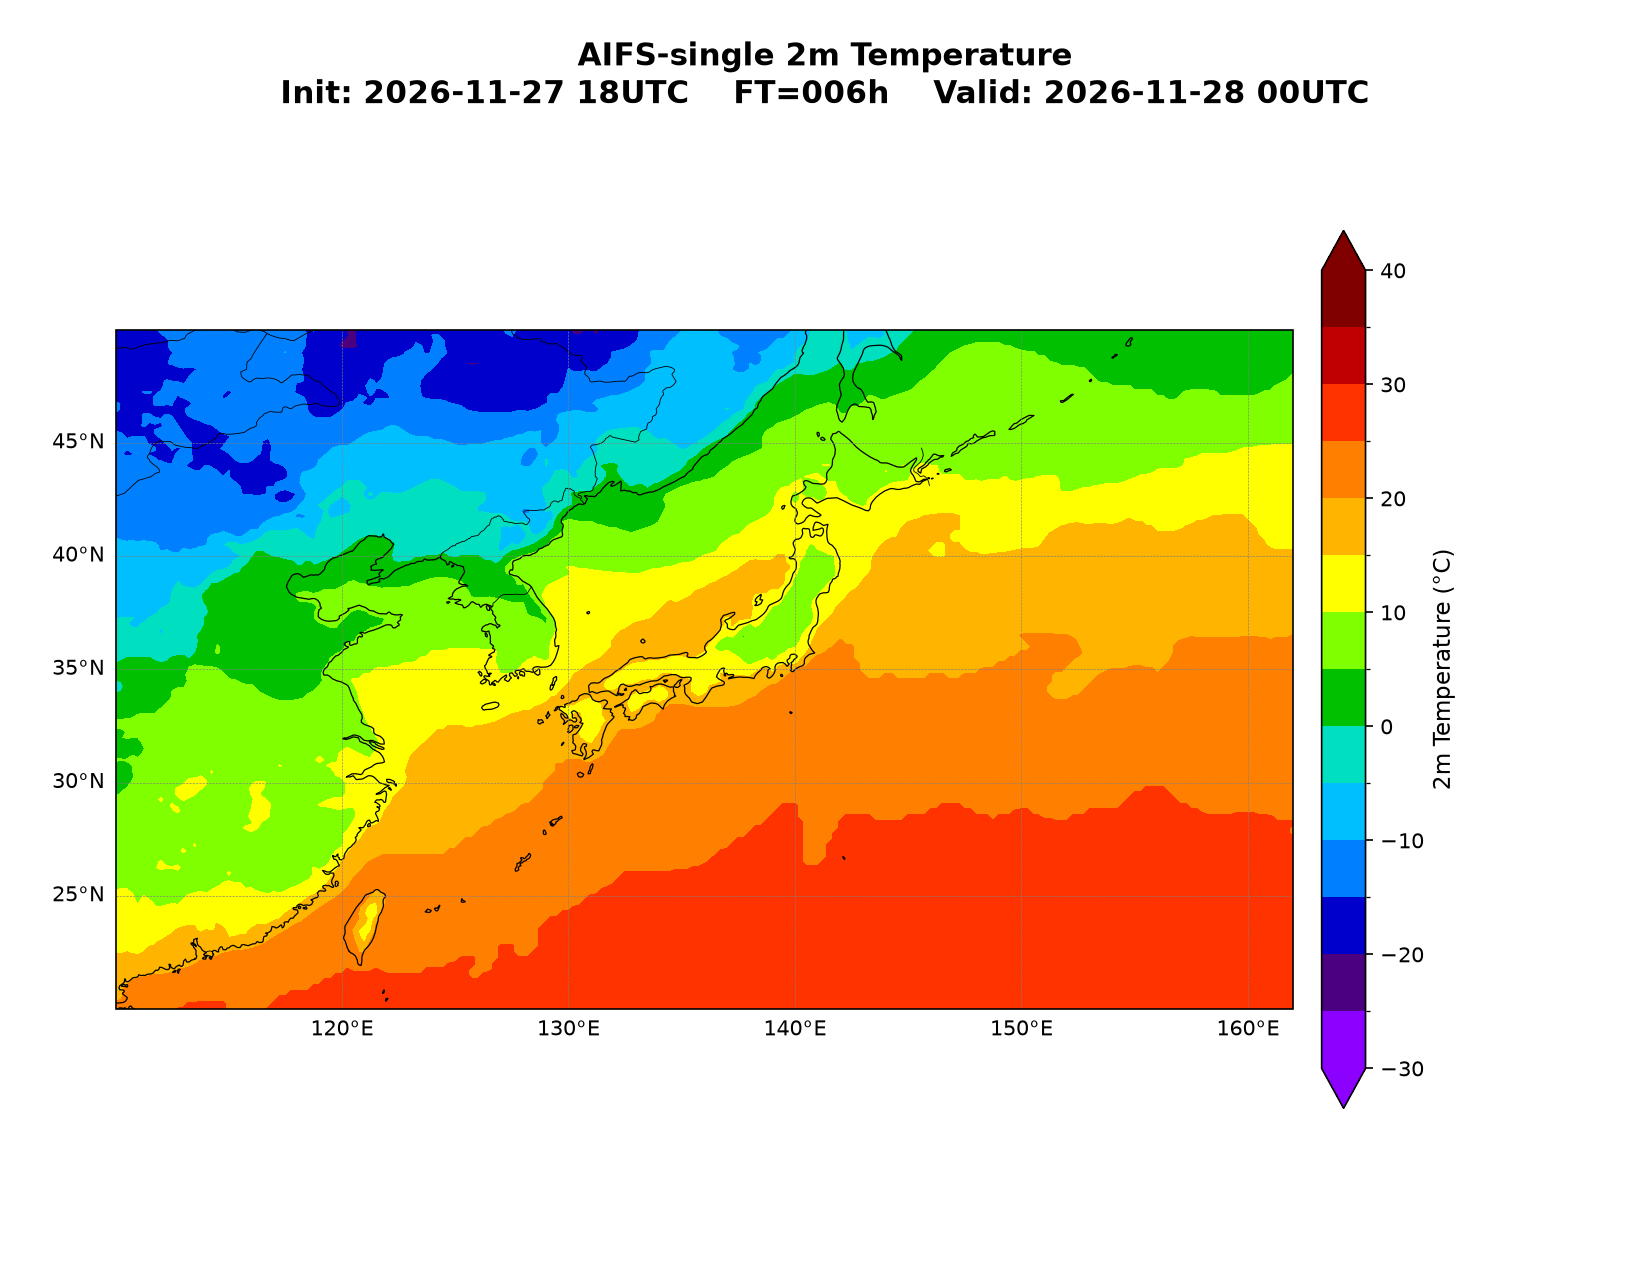 AIFS-single 2m Temperature
Init: 2026-11-27 18UTC    FT=006h    Valid: 2026-11-28 00UTC
45°N
40°N
35°N
30°N
25°N
120°E
130°E
140°E
150°E
160°E
40
30
20
10
0
−10
−20
−30
2m Temperature (°C)